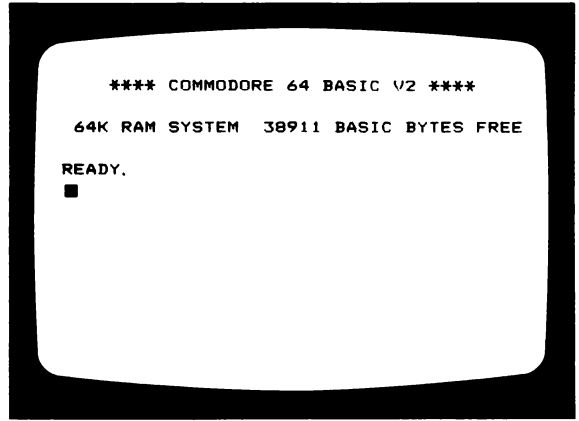 **** COMMODORE 64 BASIC V2 ****
64K RAM SYSTEM  38911 BASIC BYTES FREE
READY.